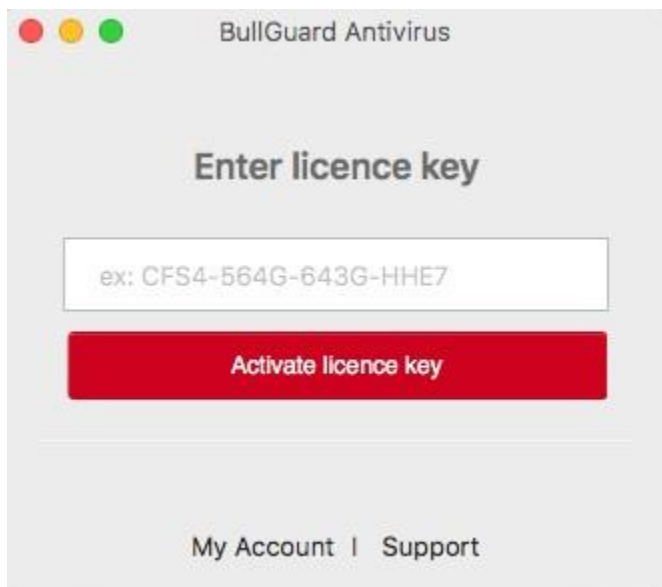 BullGuard Antivirus
Enter licence key
ex: CFS4-564G-643G-HHE7
Activate licence key
My Account | Support